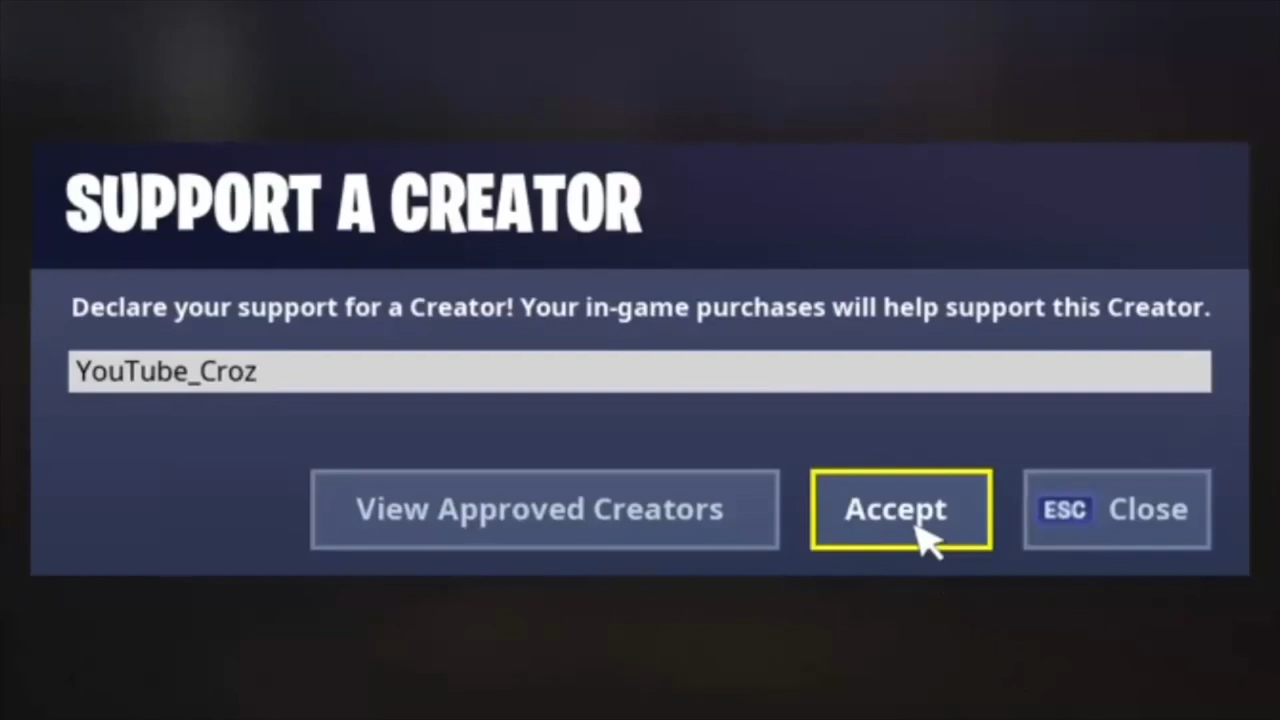 SUPPORT A CREATOR
Declare your support for a Creator! Your in-game purchases will help support this Creator.
YouTube_Croz
View Approved Creators
Accept
ESC Close